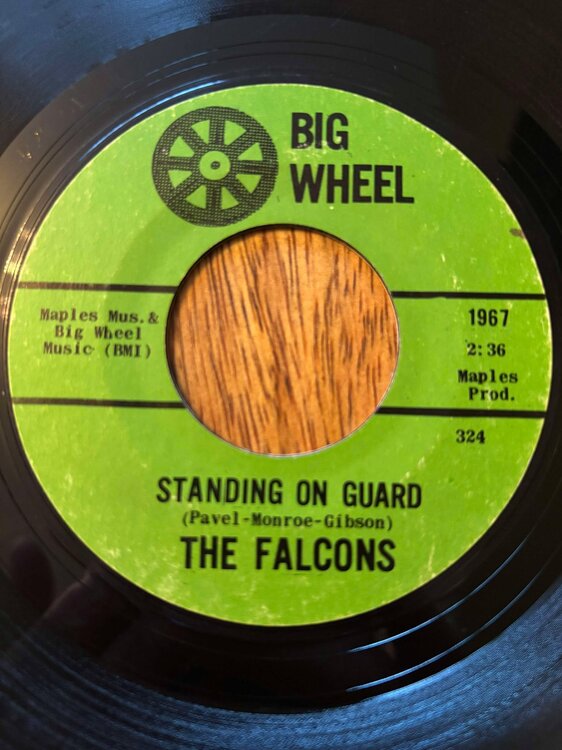 BIG
WHEEL
Maples Mus.&
Big Wheel
Music (BMI)
1967
2:36
Maples
Prod.
324
STANDING ON GUARD
(Pavel-Monroe-Gibson)
THE FALCONS